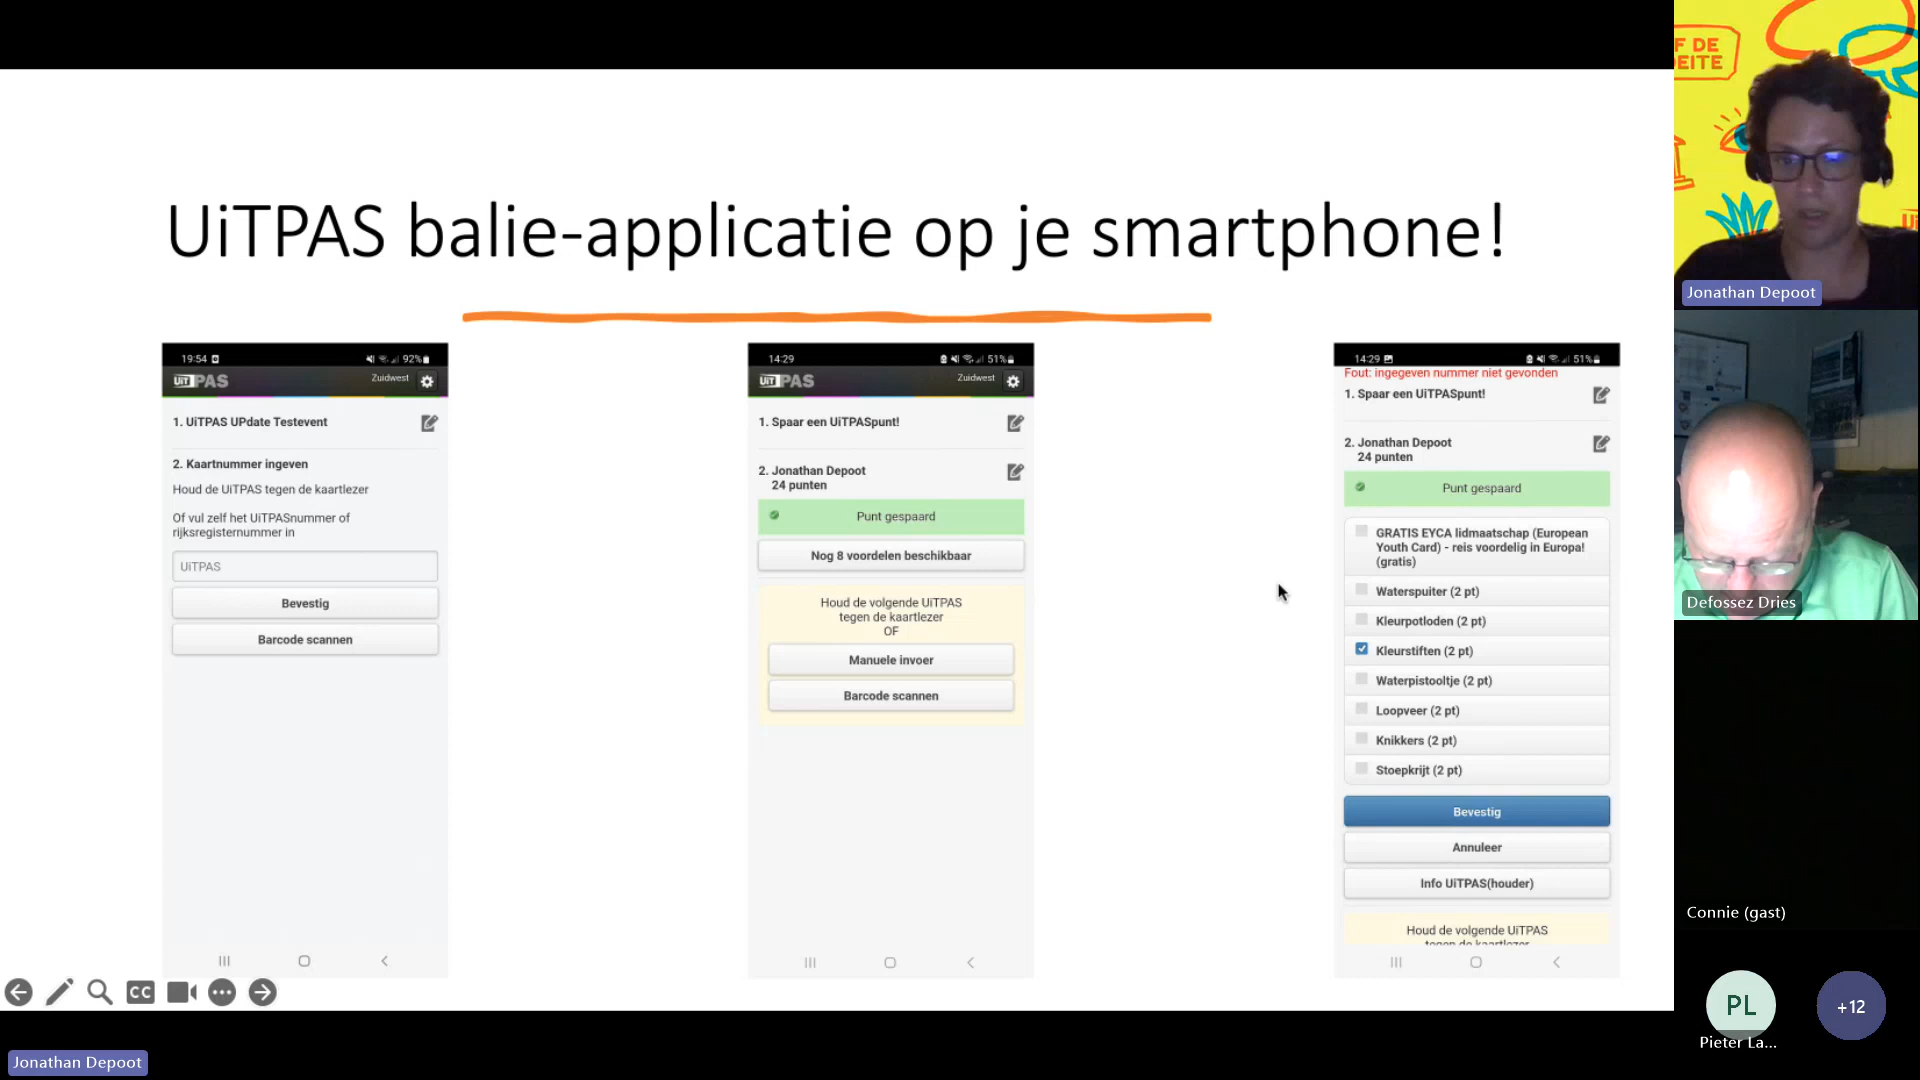 UiTPAS balie-applicatie op je smartphone!
19:54
92%
UiTPAS
Zuidwest
1. UiTPAS UPdate Testevent
2. Kaartnummer ingeven
Houd de UiTPAS tegen de kaartlezer
Of vul zelf het UiTPASnummer of
rijksregisternummer in
UiTPAS
Bevestig
Barcode scannen
14:29
51%
UiTPAS
Zuidwest
1. Spaar een UiTPASpunt!
2. Jonathan Depoot
24 punten
Punt gespaard
Nog 8 voordelen beschikbaar
Houd de volgende UiTPAS
tegen de kaartlezer
OF
Manuele invoer
Barcode scannen
14:29
51%
Fout: ingegeven nummer niet gevonden
1. Spaar een UiTPASpunt!
2. Jonathan Depoot
24 punten
Punt gespaard
GRATIS EYCA lidmaatschap (European
Youth Card) - reis voordelig in Europa!
(gratis)
Waterspuiter (2 pt)
Kleurpotloden (2 pt)
Kleurstiften (2 pt)
Waterpistooltje (2 pt)
Loopveer (2 pt)
Knikkers (2 pt)
Stoepkrijt (2 pt)
Bevestig
Annuleer
Info UiTPAS(houder)
Houd de volgende UiTPAS
tegen de kaartlezer
CC
Jonathan Depoot
F DE
EITE
Jonathan Depoot
Defossez Dries
Connie (gast)
PL
+12
Pieter La...